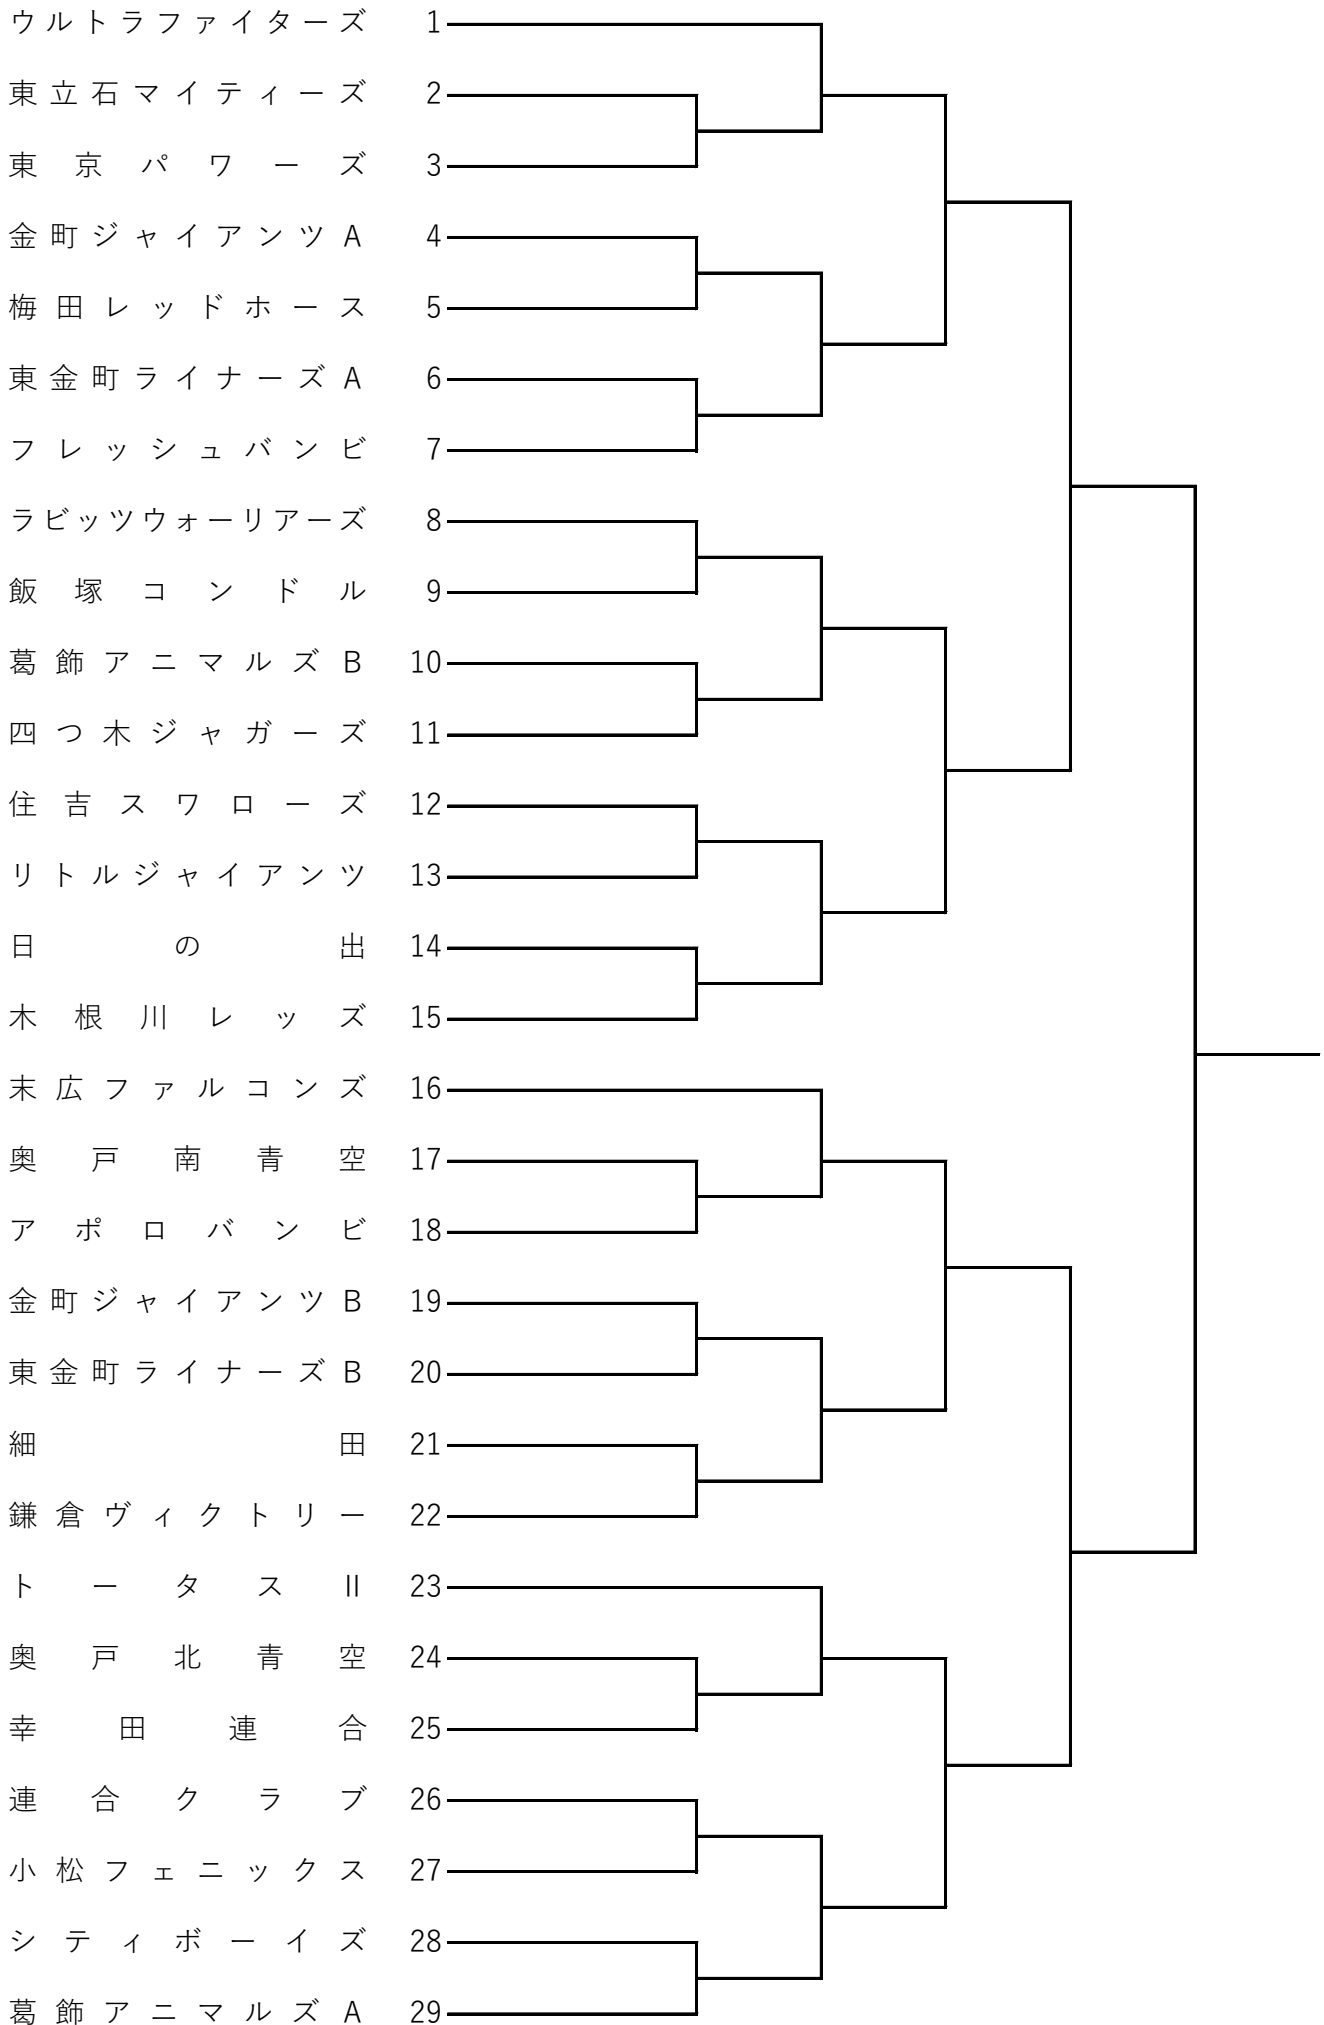 ウルトラファイターズ 1
東立石マイティーズ 2
東京パワーズ 3
金町ジャイアンツA 4
梅田レッドホース 5
東金町ライナーズA 6
フレッシュバンビ 7
ラビッツウォーリアーズ 8
飯塚コンドル 9
葛飾アニマルズB 10
四つ木ジャガーズ 11
住吉スワローズ 12
リトルジャイアンツ 13
日の出 14
木根川レッズ 15
末広ファルコンズ 16
奥戸南青空 17
アポロバンビ 18
金町ジャイアンツB 19
東金町ライナーズB 20
細田 21
鎌倉ヴィクトリー 22
トータスⅡ 23
奥戸北青空 24
幸田連合 25
連合クラブ 26
小松フェニックス 27
シティボーイズ 28
葛飾アニマルズA 29